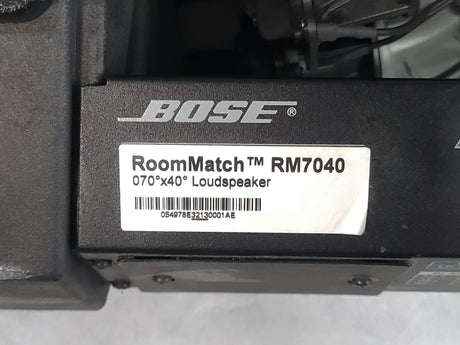 BOSE®
RoomMatch™ RM7040
070°x40° Loudspeaker
054978E32130001AE